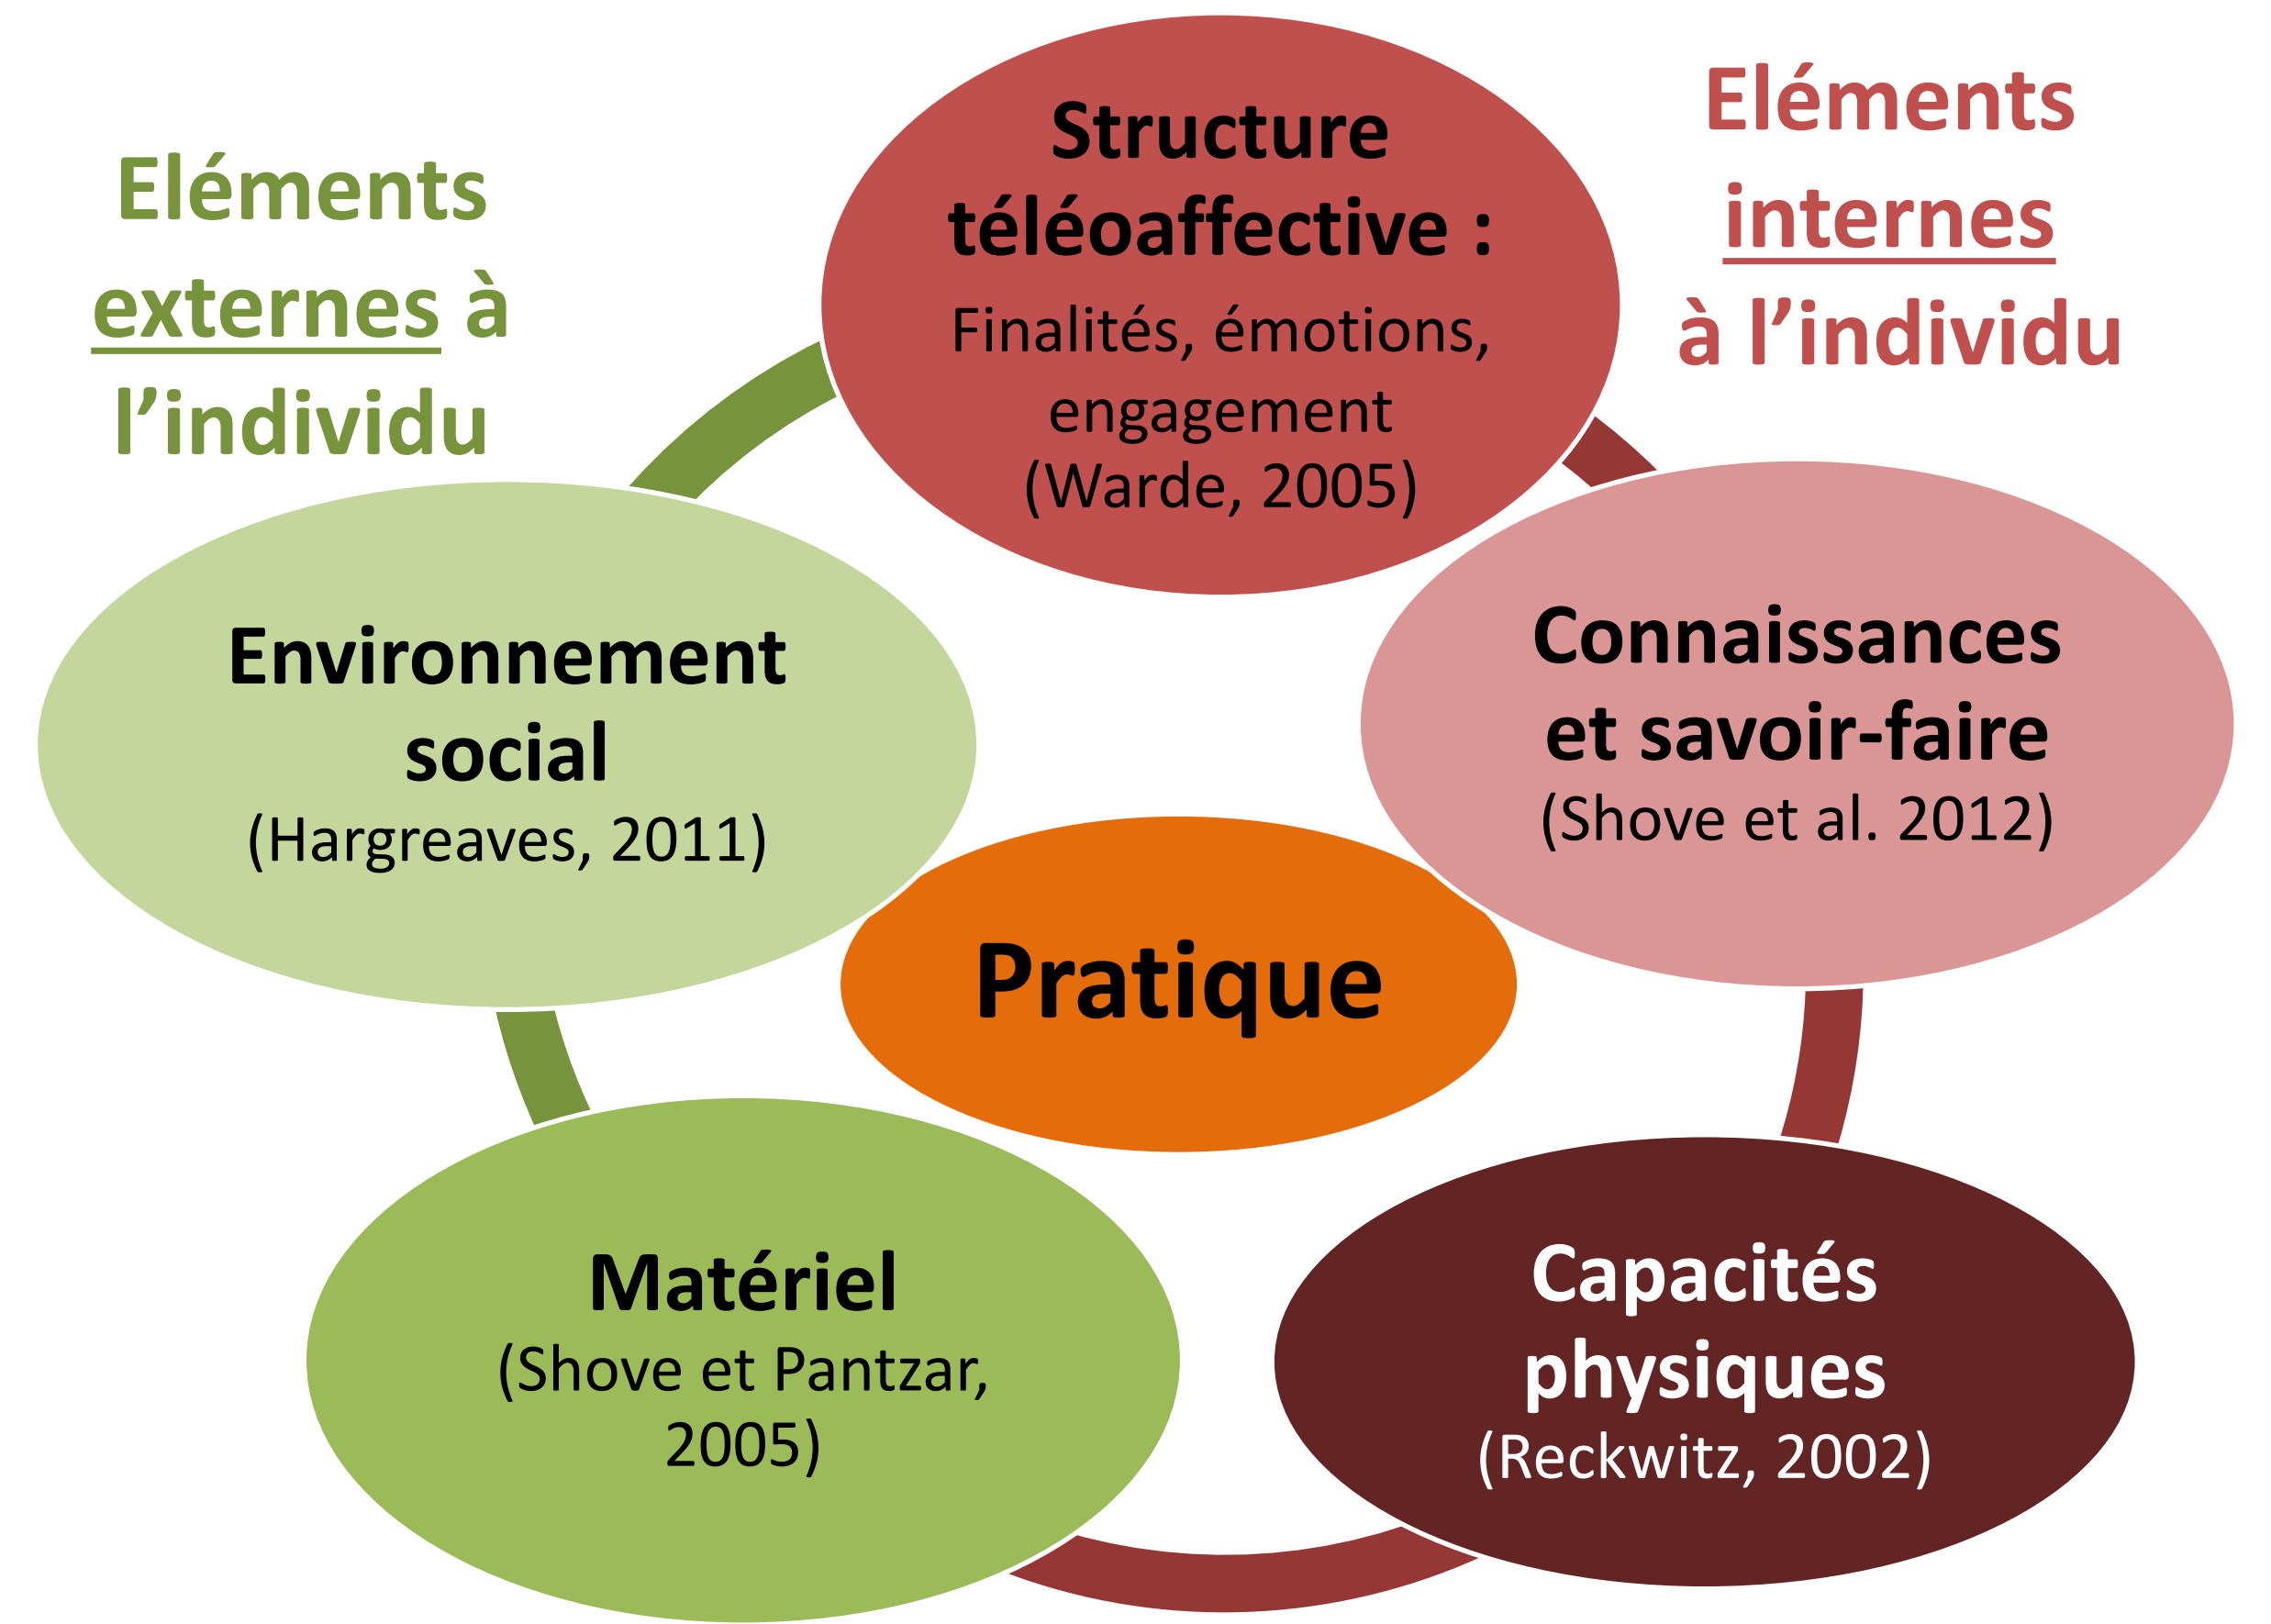 Eléments
externes à
l’individu
Structure
téléoaffective :
Finalités, émotions,
engagement
(Warde, 2005)
Eléments
internes
à l’individu
Environnement
social
(Hargreaves, 2011)
Connaissances
et savoir-faire
(Shove et al. 2012)
Pratique
Matériel
(Shove et Pantzar,
2005)
Capacités
physiques
(Reckwitz, 2002)